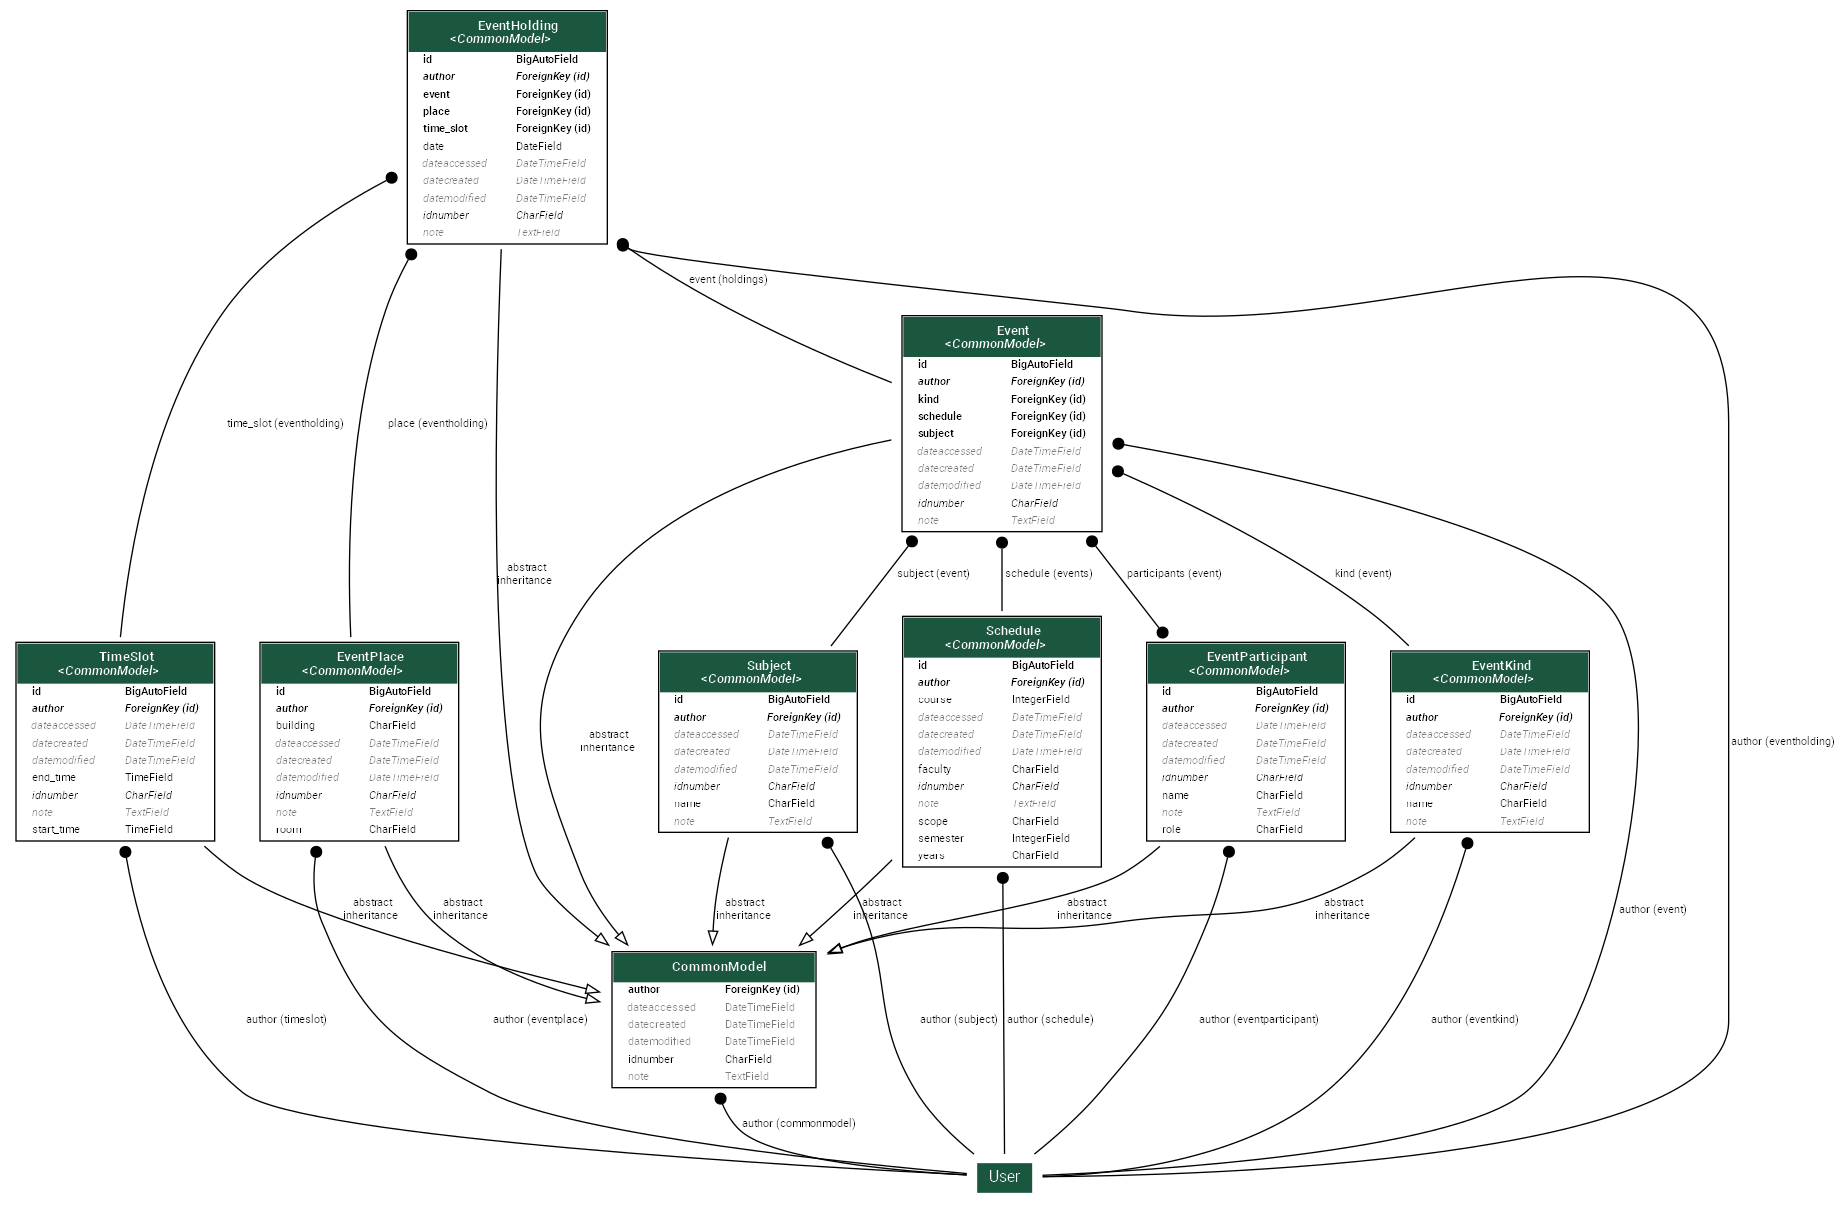 EventHolding
<CommonModel>
id BigAutoField
author ForeignKey (id)
event ForeignKey (id)
place ForeignKey (id)
time_slot ForeignKey (id)
date DateField
dateaccessed DateTimeField
datecreated DateTimeField
datemodified DateTimeField
idnumber CharField
note TextField
event (holdings)
Event
<CommonModel>
id BigAutoField
author ForeignKey (id)
kind ForeignKey (id)
schedule ForeignKey (id)
subject ForeignKey (id)
dateaccessed DateTimeField
datecreated DateTimeField
datemodified DateTimeField
idnumber CharField
note TextField
time_slot (eventholding)
place (eventholding)
abstract
inheritance
subject (event)
schedule (events)
participants (event)
kind (event)
TimeSlot
<CommonModel>
id BigAutoField
author ForeignKey (id)
dateaccessed DateTimeField
datecreated DateTimeField
datemodified DateTimeField
end_time TimeField
idnumber CharField
note TextField
start_time TimeField
EventPlace
<CommonModel>
id BigAutoField
author ForeignKey (id)
building CharField
dateaccessed DateTimeField
datecreated DateTimeField
datemodified DateTimeField
idnumber CharField
note TextField
room CharField
abstract
inheritance
Subject
<CommonModel>
id BigAutoField
author ForeignKey (id)
dateaccessed DateTimeField
datecreated DateTimeField
datemodified DateTimeField
idnumber CharField
name CharField
note TextField
Schedule
<CommonModel>
id BigAutoField
author ForeignKey (id)
course IntegerField
dateaccessed DateTimeField
datecreated DateTimeField
datemodified DateTimeField
faculty CharField
idnumber CharField
note TextField
scope CharField
semester IntegerField
years CharField
EventParticipant
<CommonModel>
id BigAutoField
author ForeignKey (id)
dateaccessed DateTimeField
datecreated DateTimeField
datemodified DateTimeField
idnumber CharField
name CharField
note TextField
role CharField
EventKind
<CommonModel>
id BigAutoField
author ForeignKey (id)
dateaccessed DateTimeField
datecreated DateTimeField
datemodified DateTimeField
idnumber CharField
name CharField
note TextField
author (eventholding)
abstract
inheritance
abstract
inheritance
abstract
inheritance
abstract
inheritance
abstract
inheritance
abstract
inheritance
author (event)
CommonModel
author ForeignKey (id)
dateaccessed DateTimeField
datecreated DateTimeField
datemodified DateTimeField
idnumber CharField
note TextField
author (timeslot)
author (eventplace)
author (subject)
author (schedule)
author (eventparticipant)
author (eventkind)
author (commonmodel)
User